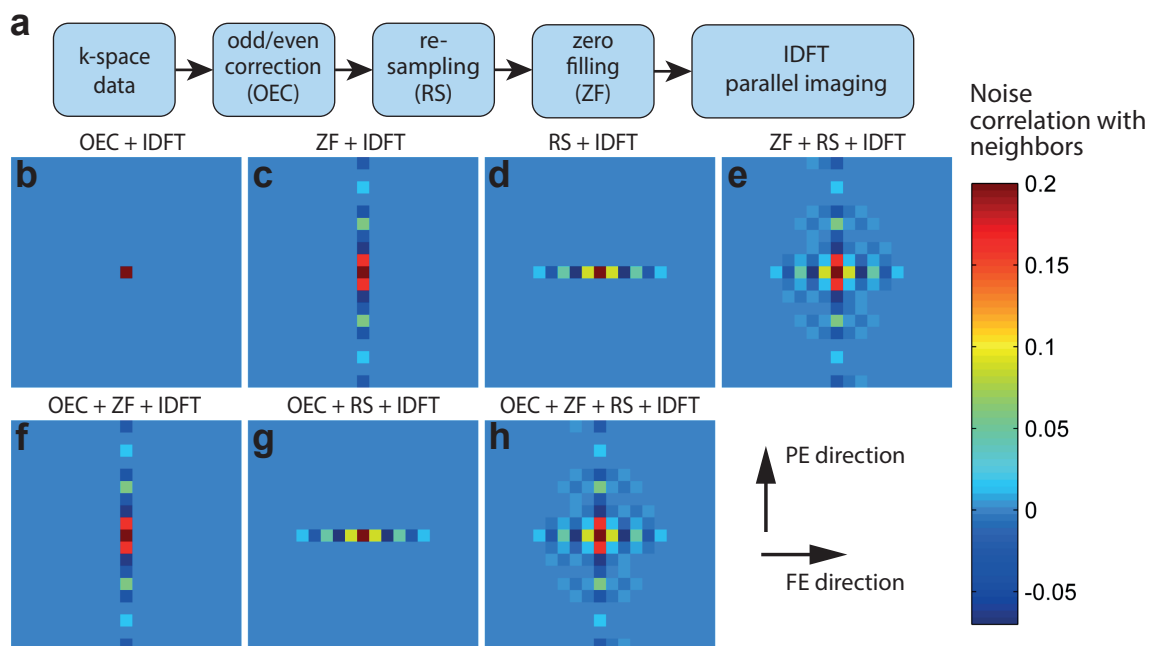 a
k-space
data
odd/even
correction
(OEC)
re-
sampling
(RS)
zero
filling
(ZF)
IDFT
parallel imaging
Noise
correlation with
neighbors
OEC + IDFT
ZF + IDFT
RS + IDFT
ZF + RS + IDFT
b
c
d
e
OEC + ZF + IDFT
OEC + RS + IDFT
OEC + ZF + RS + IDFT
f
g
h
PE direction
FE direction
0.2
0.15
0.1
0.05
0
-0.05